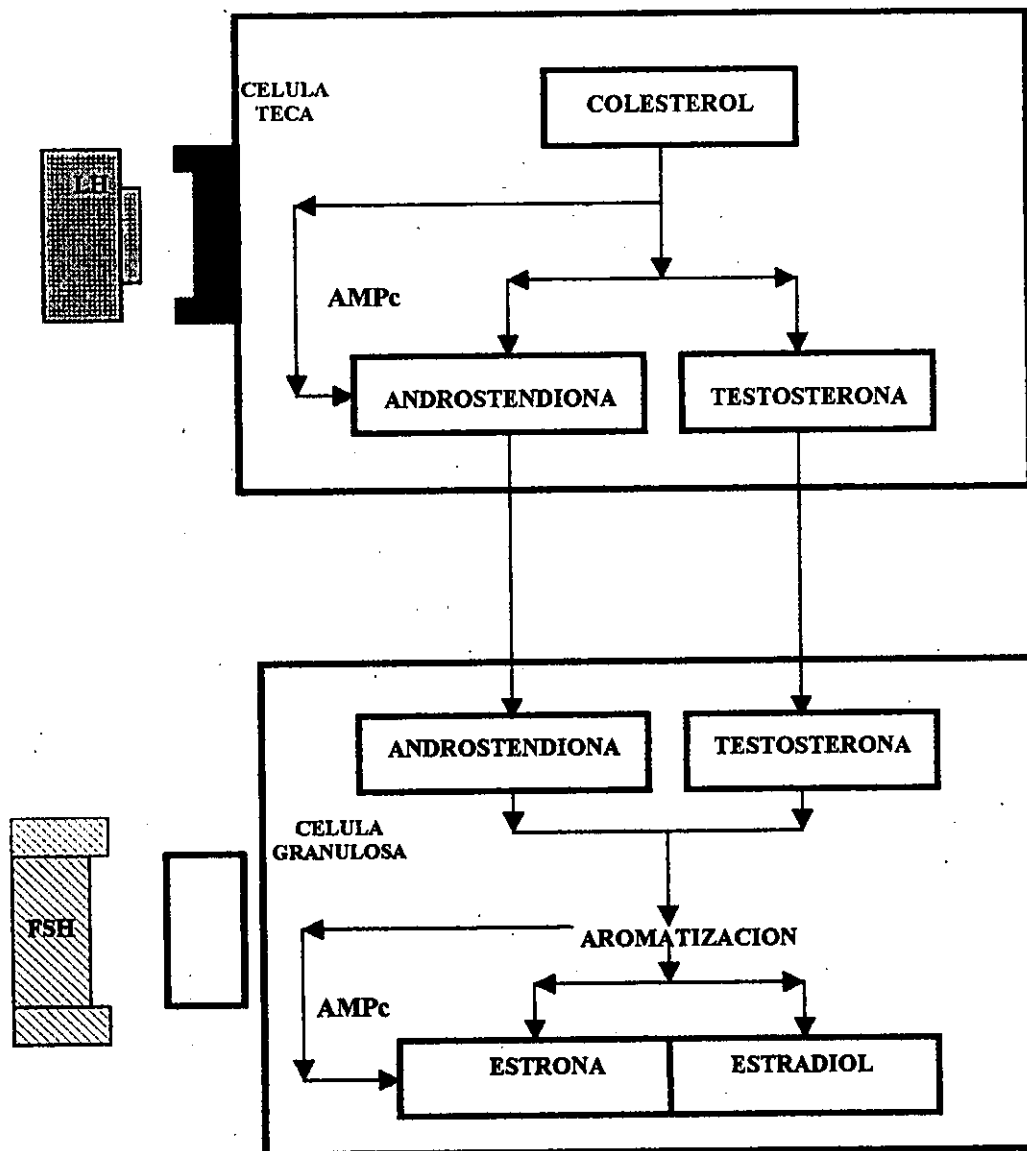 CELULA
TECA
COLESTEROL
LH
AMPc
ANDROSTENDIONA
TESTOSTERONA
ANDROSTENDIONA
TESTOSTERONA
CELULA
GRANULOSA
FSH
AROMATIZACION
AMPc
ESTRONA
ESTRADIOL